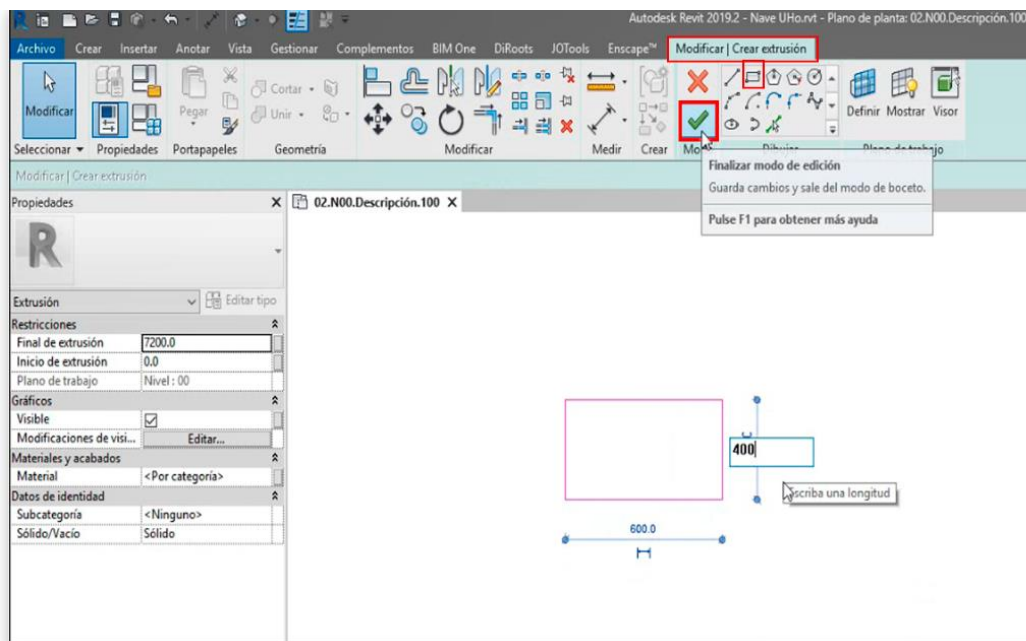 Autodesk Revit 2019.2 - Nave UHo.rvt - Plano de planta: 02.N00.Descripción.100
Archivo Crear Insertar Anotar Vista Gestionar Complementos BIM One DiRoots JOTools Enscape™ Modificar | Crear extrusión
Cortar
Modificar Pegar Unir Definir Mostrar Visor
Seleccionar Propiedades Portapapeles Geometría Modificar Medir Crear Dibujar Plano de trabajo
Finalizar modo de edición
Modificar | Crear extrusión
Guarda cambios y sale del modo de boceto.
Propiedades
02.N00.Descripción.100
Pulse F1 para obtener más ayuda
R
Extrusión Editar tipo
Restricciones
Final de extrusión 7200.0
Inicio de extrusión 0.0
Plano de trabajo Nivel : 00
Gráficos
Visible
Modificaciones de visi... Editar...
Materiales y acabados
Material <Por categoría>
Datos de identidad
Subcategoría <Ninguno>
Sólido/Vacío Sólido
400
scriba una longitud
600.0